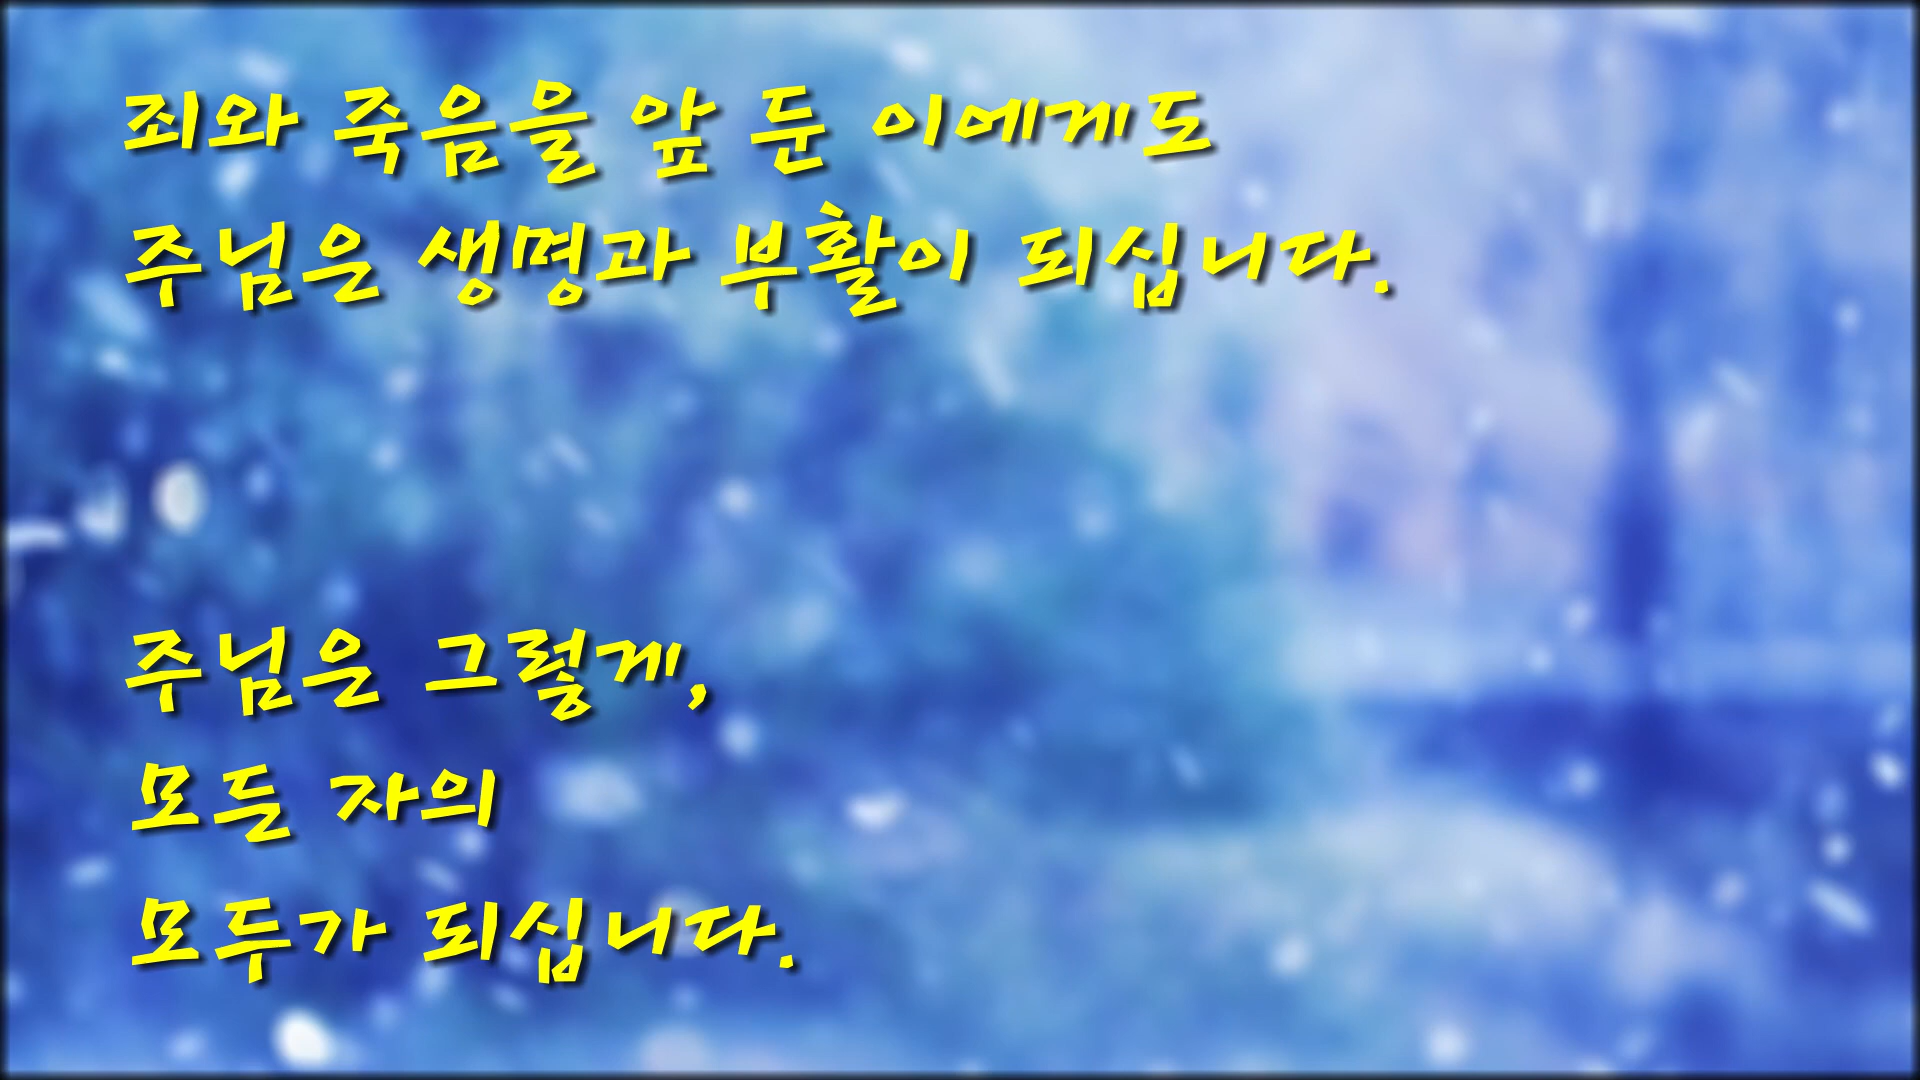 죄와 죽음을 앞 둔 이에게도
주님은 생명과 부활이 되십니다.
주님은 그렇게,
모든 자의
모두가 되십니다.